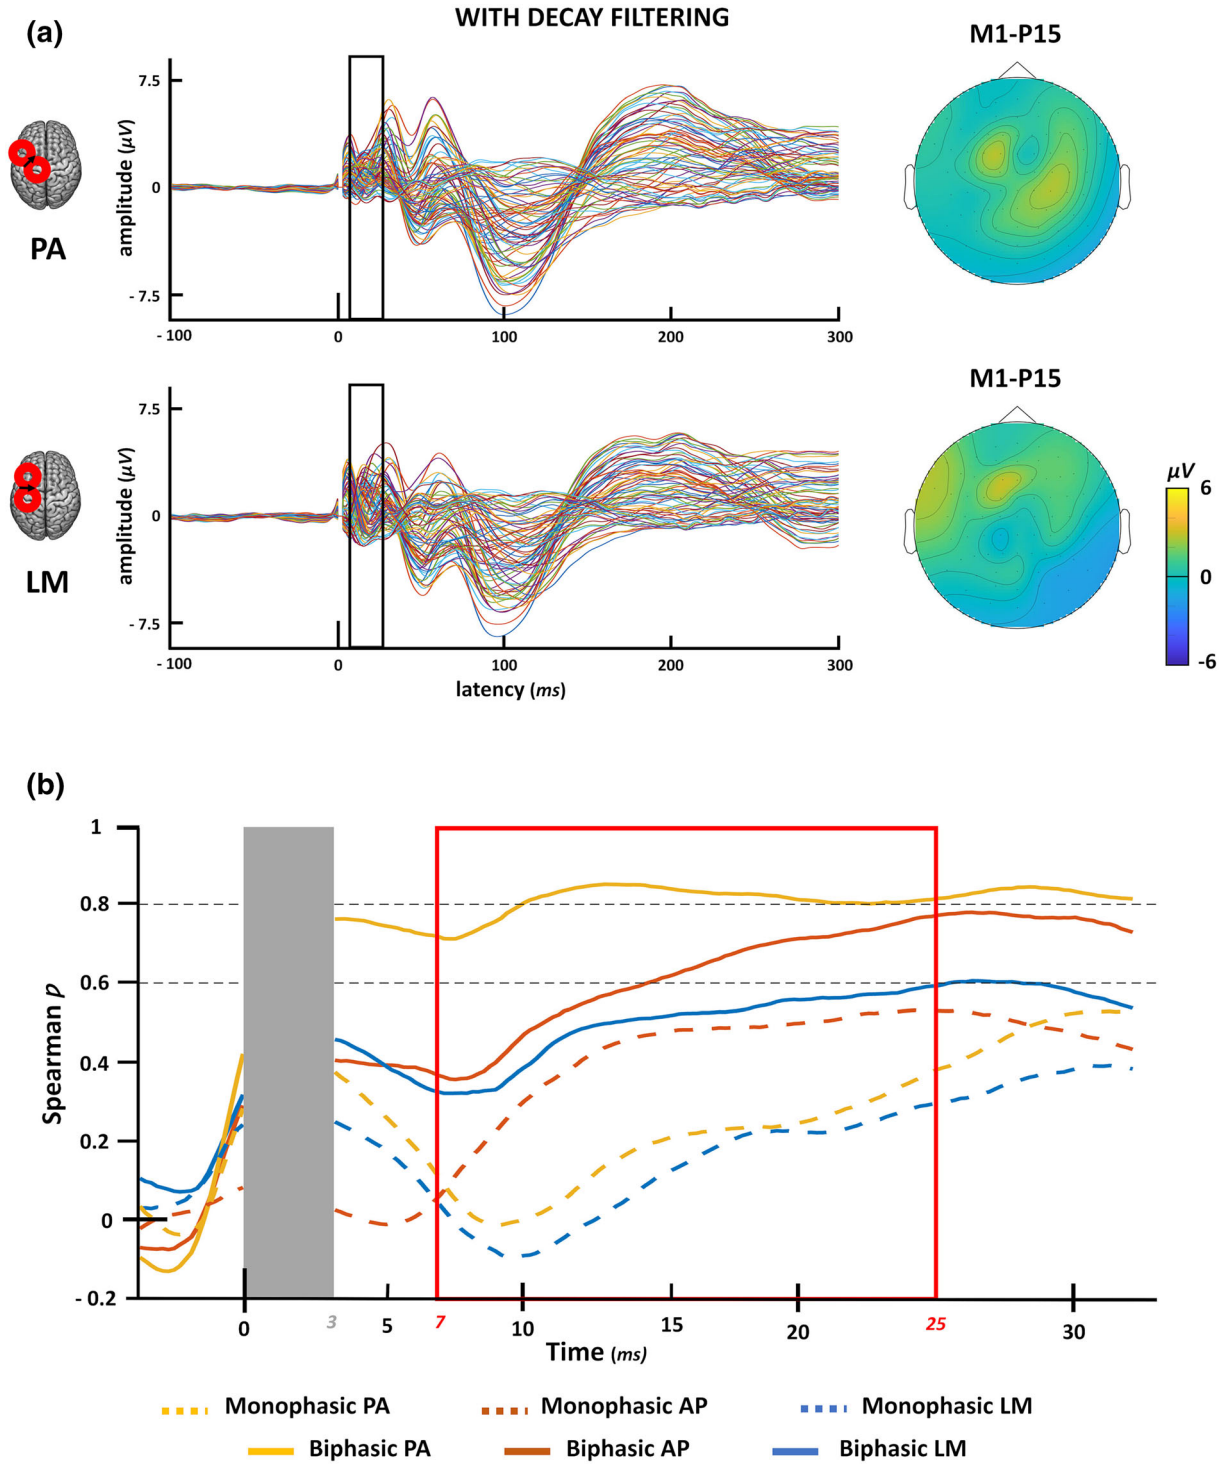 (a)
WITH DECAY FILTERING
M1-P15
PA
amplitude (µV)
7.5
0
- 7.5
- 100
0
100
200
300
M1-P15
LM
amplitude (µV)
7.5
0
- 7.5
- 100
0
100
200
300
latency (ms)
µV
6
0
-6
(b)
Spearman p
1
0.8
0.6
0.4
0.2
0
- 0.2
0
3
5
7
10
15
20
25
30
Time (ms)
Monophasic PA
Monophasic AP
Monophasic LM
Biphasic PA
Biphasic AP
Biphasic LM